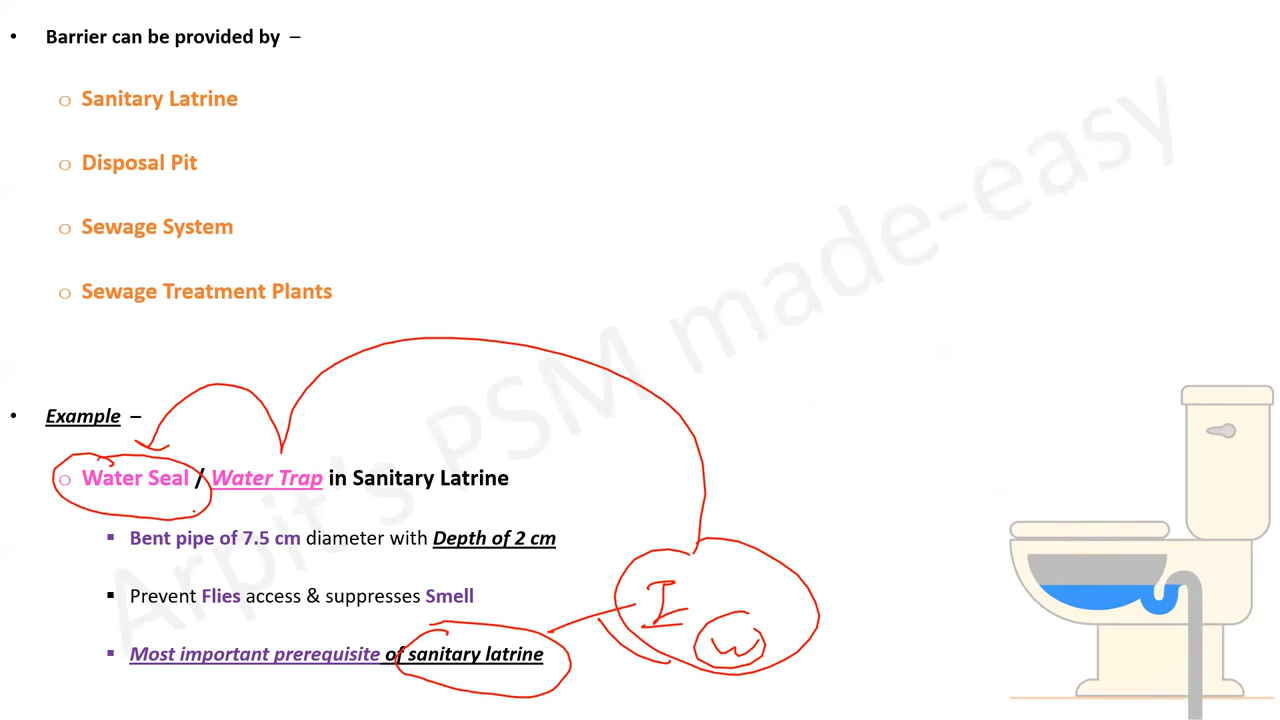 • Barrier can be provided by –
o Sanitary Latrine
o Disposal Pit
o Sewage System
o Sewage Treatment Plants
• Example –
o Water Seal / Water Trap in Sanitary Latrine
▪ Bent pipe of 7.5 cm diameter with Depth of 2 cm
▪ Prevent Flies access & suppresses Smell
▪ Most important prerequisite of sanitary latrine
I
W
Arpit's PSM made-easy